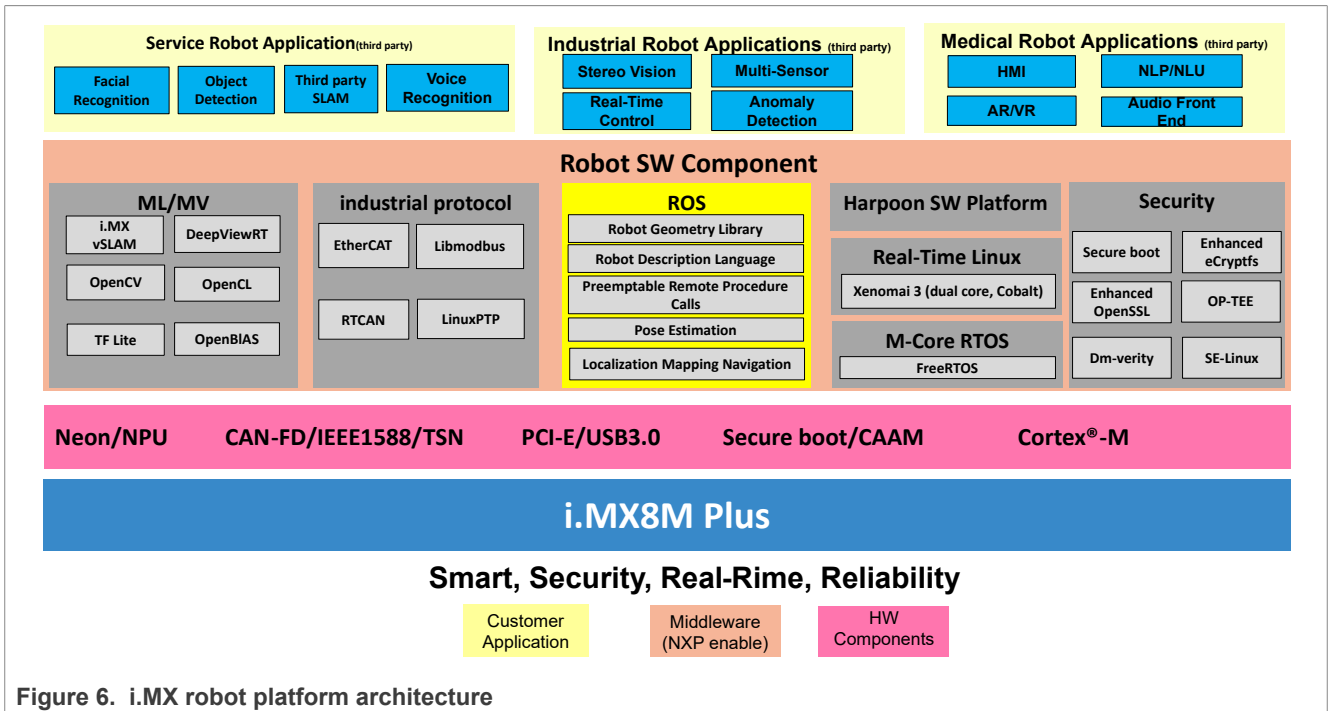 Service Robot Application(third party)
Facial
Recognition
Object
Detection
Third party
SLAM
Voice
Recognition
Industrial Robot Applications (third party)
Stereo Vision
Multi-Sensor
Real-Time
Control
Anomaly
Detection
Medical Robot Applications (third party)
HMI
NLP/NLU
AR/VR
Audio Front
End
Robot SW Component
ML/MV
i.MX
vSLAM
DeepViewRT
OpenCV
OpenCL
TF Lite
OpenBlAS
industrial protocol
EtherCAT
Libmodbus
RTCAN
LinuxPTP
ROS
Robot Geometry Library
Robot Description Language
Preemptable Remote Procedure
Calls
Pose Estimation
Localization Mapping Navigation
Harpoon SW Platform
Real-Time Linux
Xenomai 3 (dual core, Cobalt)
M-Core RTOS
FreeRTOS
Security
Secure boot
Enhanced
eCryptfs
Enhanced
OpenSSL
OP-TEE
Dm-verity
SE-Linux
Neon/NPU
CAN-FD/IEEE1588/TSN
PCI-E/USB3.0
Secure boot/CAAM
Cortex®-M
i.MX8M Plus
Smart, Security, Real-Rime, Reliability
Customer
Application
Middleware
(NXP enable)
HW
Components
Figure 6. i.MX robot platform architecture